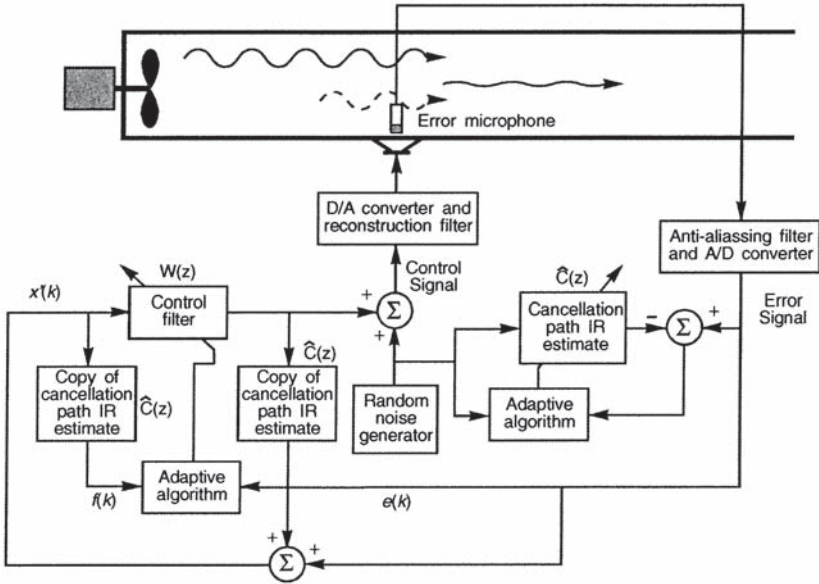 Error microphone
D/A converter and
reconstruction filter
Anti-aliassing filter
and A/D converter
Control
Signal
Error
Signal
W(z)
x'(k)
Control
filter
+
Σ
+
Ĉ(z)
Cancellation
path IR
estimate
−
Σ
+
Ĉ(z)
Copy of
cancellation
path IR
estimate
Ĉ(z)
Copy of
cancellation
path IR
estimate
Random
noise
generator
Adaptive
algorithm
f(k)
Adaptive
algorithm
e(k)
+
Σ
+